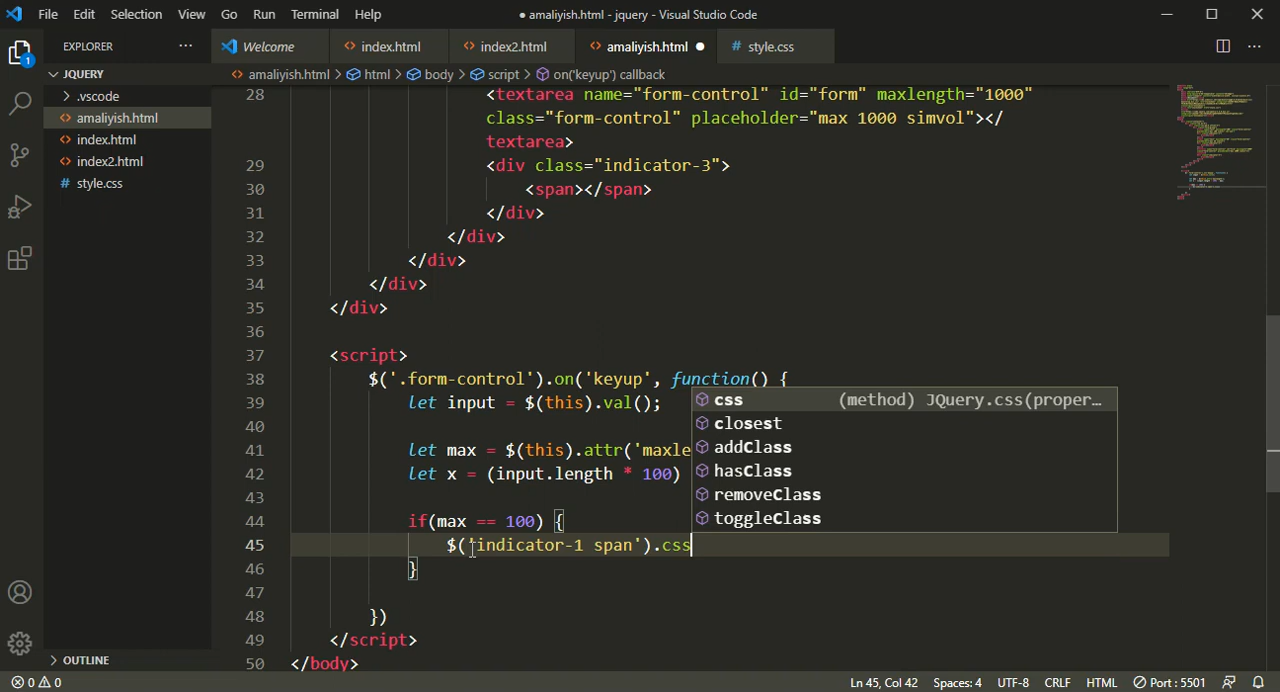 File Edit Selection View Go Run Terminal Help
● amaliyish.html - jquery - Visual Studio Code
EXPLORER ···
JQUERY
.vscode
amaliyish.html
index.html
index2.html
style.css
OUTLINE
1
Welcome
index.html
index2.html
amaliyish.html
style.css
amaliyish.html > html > body > script > on('keyup') callback
28 <textarea name="form-control" id="form" maxlength="1000"
class="form-control" placeholder="max 1000 simvol"></
textarea>
29 <div class="indicator-3">
30 <span></span>
31 </div>
32 </div>
33 </div>
34 </div>
35 </div>
36
37 <script>
38 $('.form-control').on('keyup', function() {
39 let input = $(this).val();
40
41 let max = $(this).attr('maxle
42 let x = (input.length * 100)
43
44 if(max == 100) {
45 $('indicator-1 span').css
46 }
47
48 })
49 </script>
50 </body>
css (method) JQuery.css(proper…
closest
addClass
hasClass
removeClass
toggleClass
0 0
Ln 45, Col 42 Spaces: 4 UTF-8 CRLF HTML Port : 5501